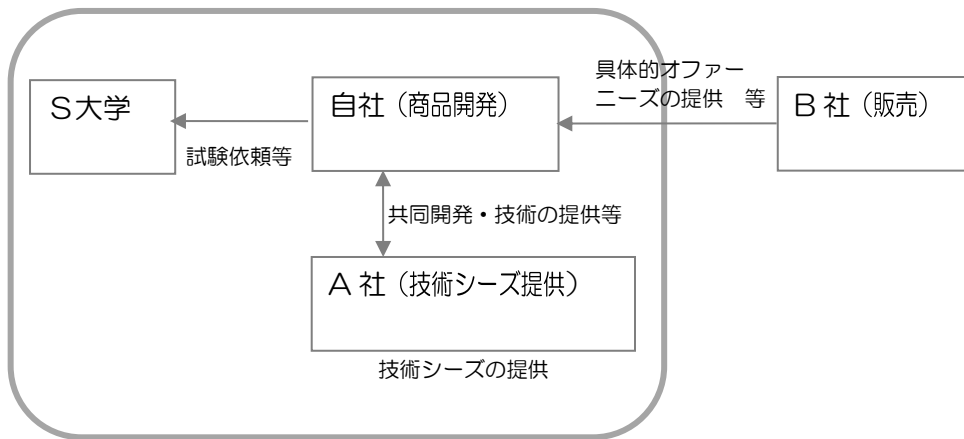 S大学
試験依頼等
自社（商品開発）
共同開発・技術の提供等
A社（技術シーズ提供）
技術シーズの提供
具体的オファー
ニーズの提供　等
B社（販売）